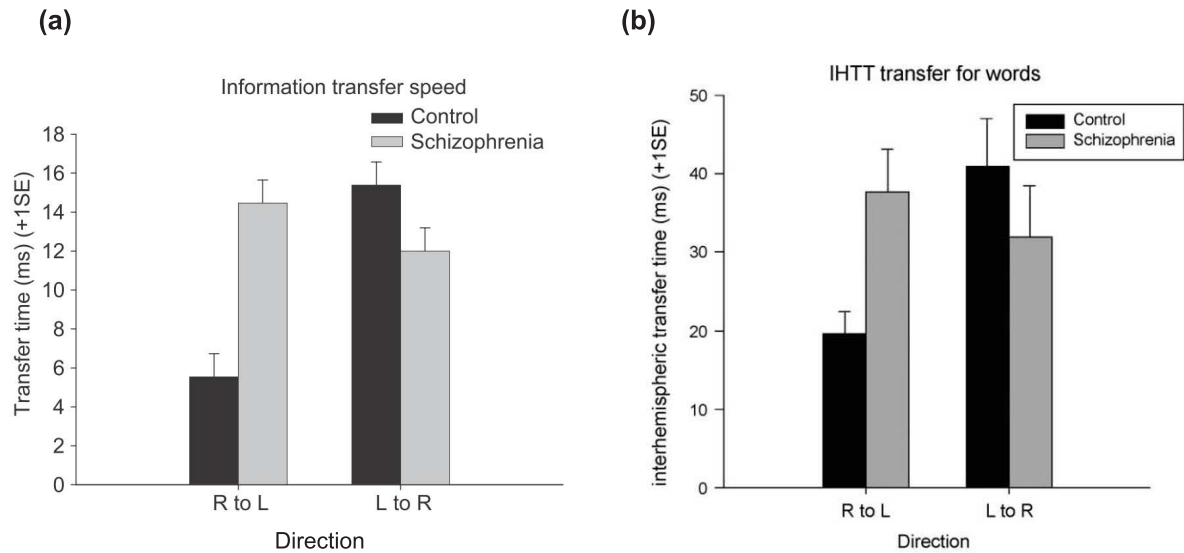 (a)
Information transfer speed
Control
Schizophrenia
Transfer time (ms) (+1SE)
18
16
14
12
10
8
6
4
2
0
R to L
L to R
Direction
(b)
IHTT transfer for words
Control
Schizophrenia
interhemispheric transfer time (ms) (+1SE)
50
40
30
20
10
0
R to L
L to R
Direction